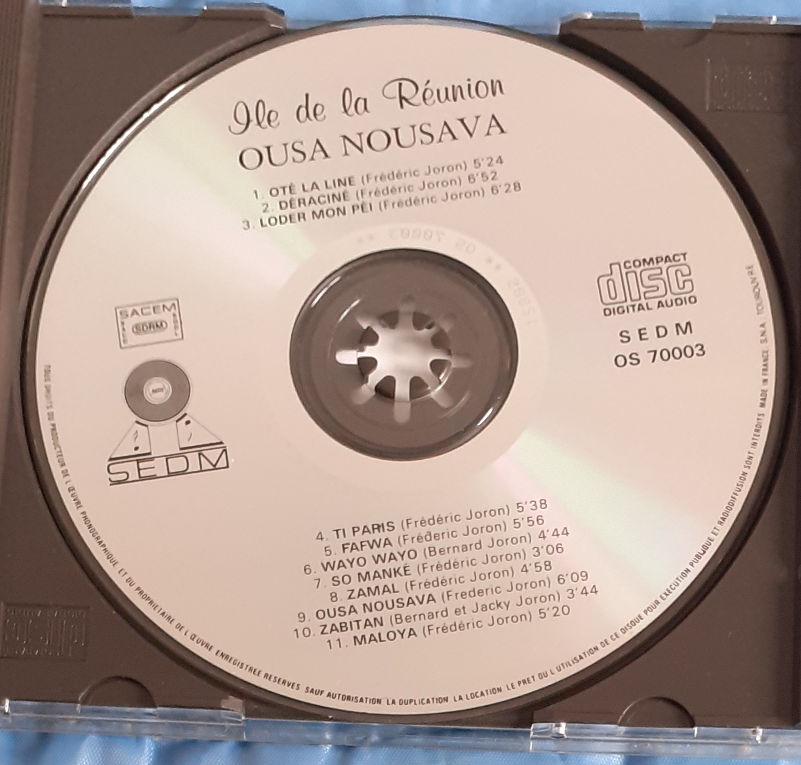 Ile de la Réunion
OUSA NOUSAVA
1. OTÉ LA LINE (Frédéric Joron) 5'24
2. DÉRACINÉ (Frédéric Joron) 6'52
3. LODER MON PÉI (Frédéric Joron) 6'28
SACEM
SDRM
COMPACT
disc
DIGITAL AUDIO
SEDM
OS 70003
SEDM
4. TI PARIS (Frédéric Joron) 5'38
5. FAFWA (Fréderic Joron) 5'56
6. WAYO WAYO (Bernard Joron) 4'44
7. SO MANKÉ (Frédéric Joron) 3'06
8. ZAMAL (Frédéric Joron) 4'58
9. OUSA NOUSAVA (Frederic Joron) 6'09
10. ZABITAN (Bernard et Jacky Joron) 3'44
11. MALOYA (Frédéric Joron) 5'20
TOUS DROITS DU PRODUCTEUR DE L'ŒUVRE PHONOGRAPHIQUE ET DU PROPRIETAIRE DE L'ŒUVRE ENREGISTREE RESERVES SAUF AUTORISATION LA DUPLICATION LA LOCATION LE PRET OU L'UTILISATION DE CE DISQUE POUR EXECUTION PUBLIQUE ET RADIODIFFUSION SONT INTERDITS MADE IN FRANCE S.N.A. TOUROUVRE